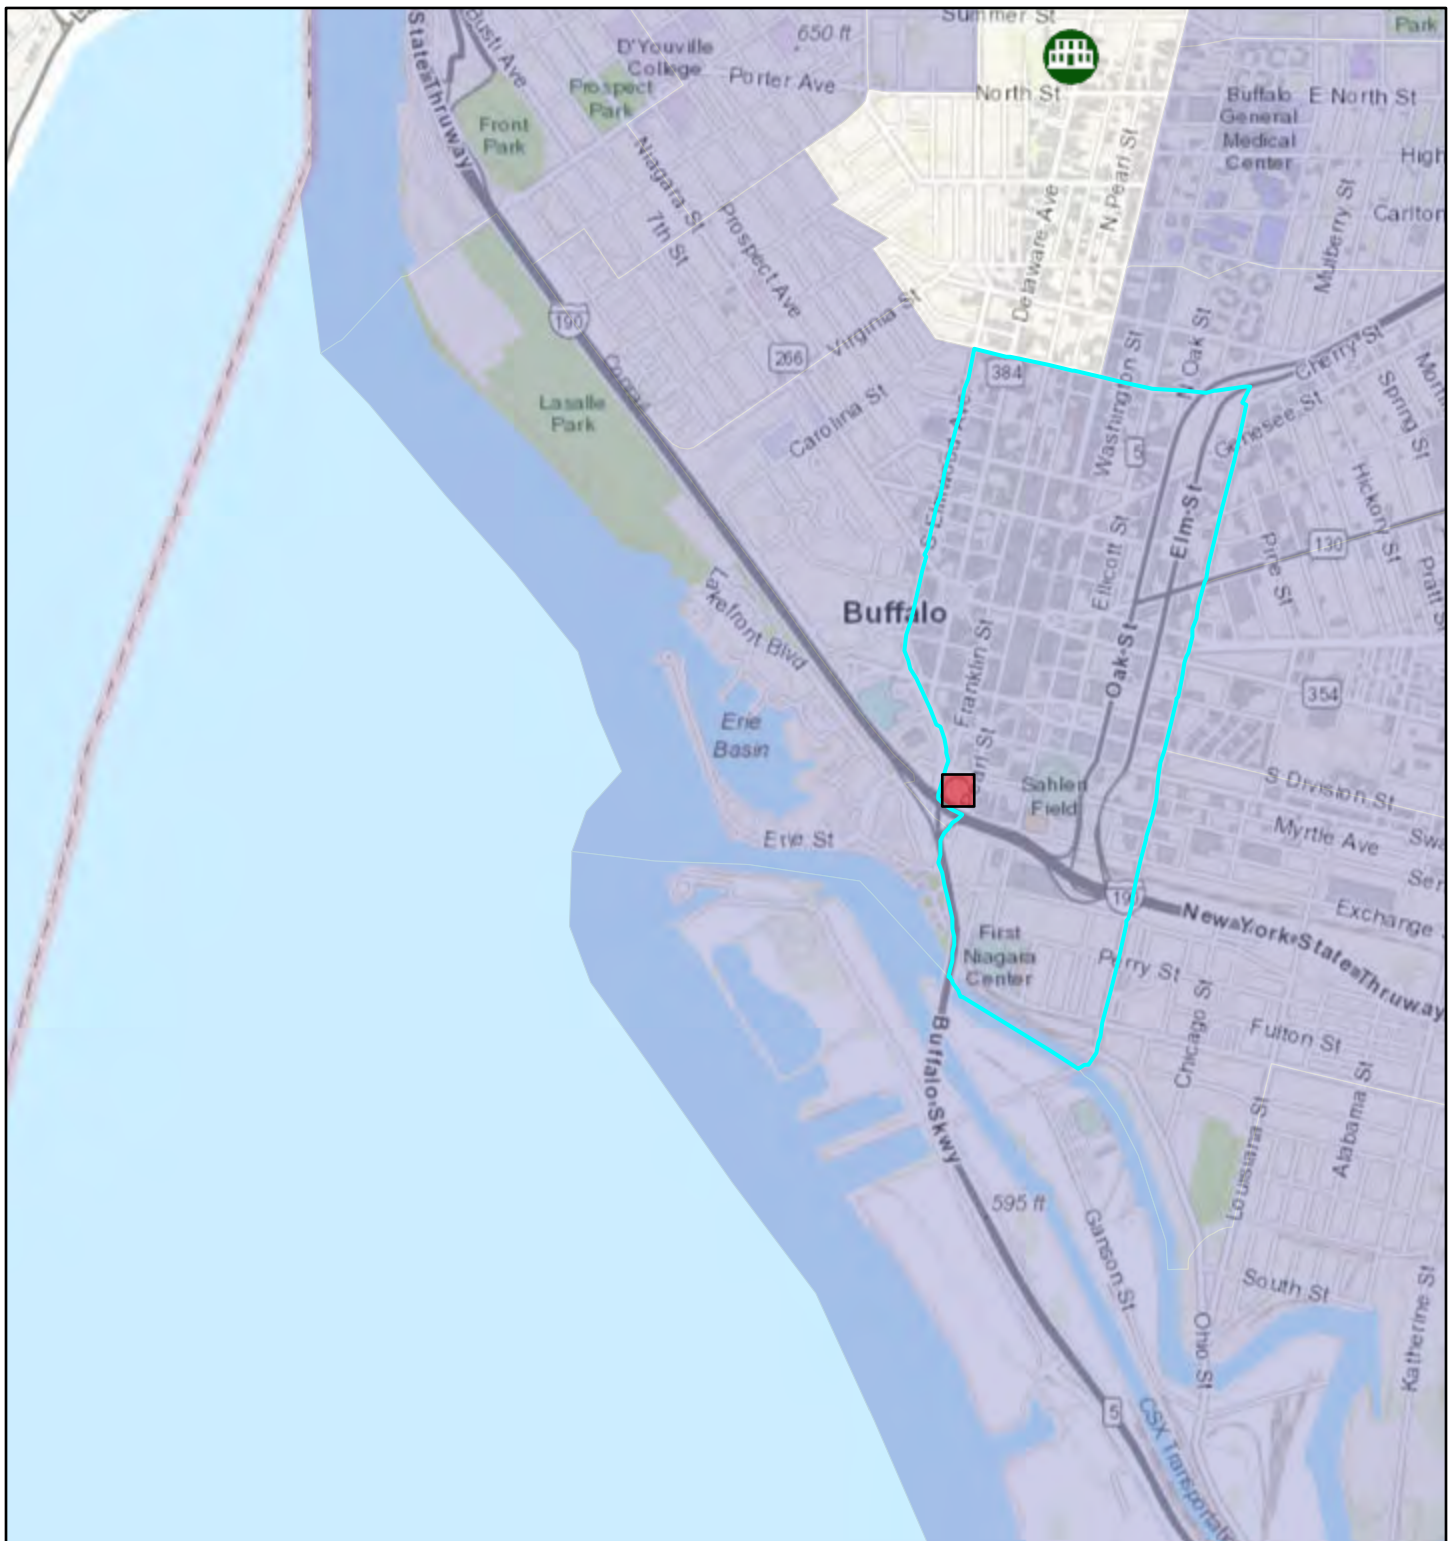 Summer St
Park
State Thruway
Busti Ave
D'Youville
College
650 ft
Porter Ave
Prospect
Park
North St
Buffalo
General
Medical
Center
E North St
Front
Park
Niagara St
7th St
Prospect Ave
Delaware Ave
N Pearl St
High
Mulberry St
Carlton
190
266
Virginia St
384
Washington St
N Oak St
Cherry St
Lasalle
Park
Carolina St
S Elmwood Ave
5
Genesee St
Spring St
Hickory St
Ellicott St
Elm St
Pine St
130
Pratt St
Lakefront Blvd
Buffalo
Franklin St
Oak St
354
Erie
Basin
Sahlen
Field
S Division St
Erie St
Myrtle Ave
Swa
Ser
190
Exchange
New York State Thruway
First
Niagara
Center
Perry St
Chicago St
Fulton St
Buffalo Skwy
Alabama St
Louisiana St
595 ft
Ganson St
South St
Ohio St
Katherine St
5
CSX Transportati